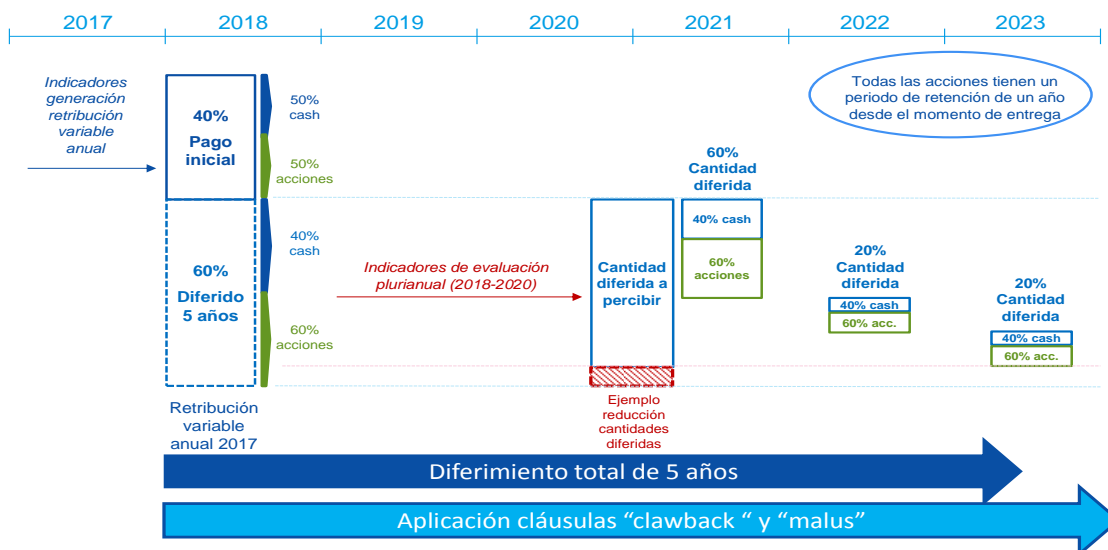 2017
2018
2019
2020
2021
2022
2023
Indicadores
generación
retribución
variable
anual
40%
Pago
inicial
50%
cash
50%
acciones
60%
Diferido
5 años
40%
cash
60%
acciones
Retribución
variable
anual 2017
Indicadores de evaluación
plurianual (2018-2020)
Cantidad
diferida a
percibir
Ejemplo
reducción
cantidades
diferidas
60%
Cantidad
diferida
40% cash
60%
acciones
20%
Cantidad
diferida
40% cash
60% acc.
20%
Cantidad
diferida
40% cash
60% acc.
Todas las acciones tienen un
periodo de retención de un año
desde el momento de entrega
Diferimiento total de 5 años
Aplicación cláusulas “clawback “ y “malus”